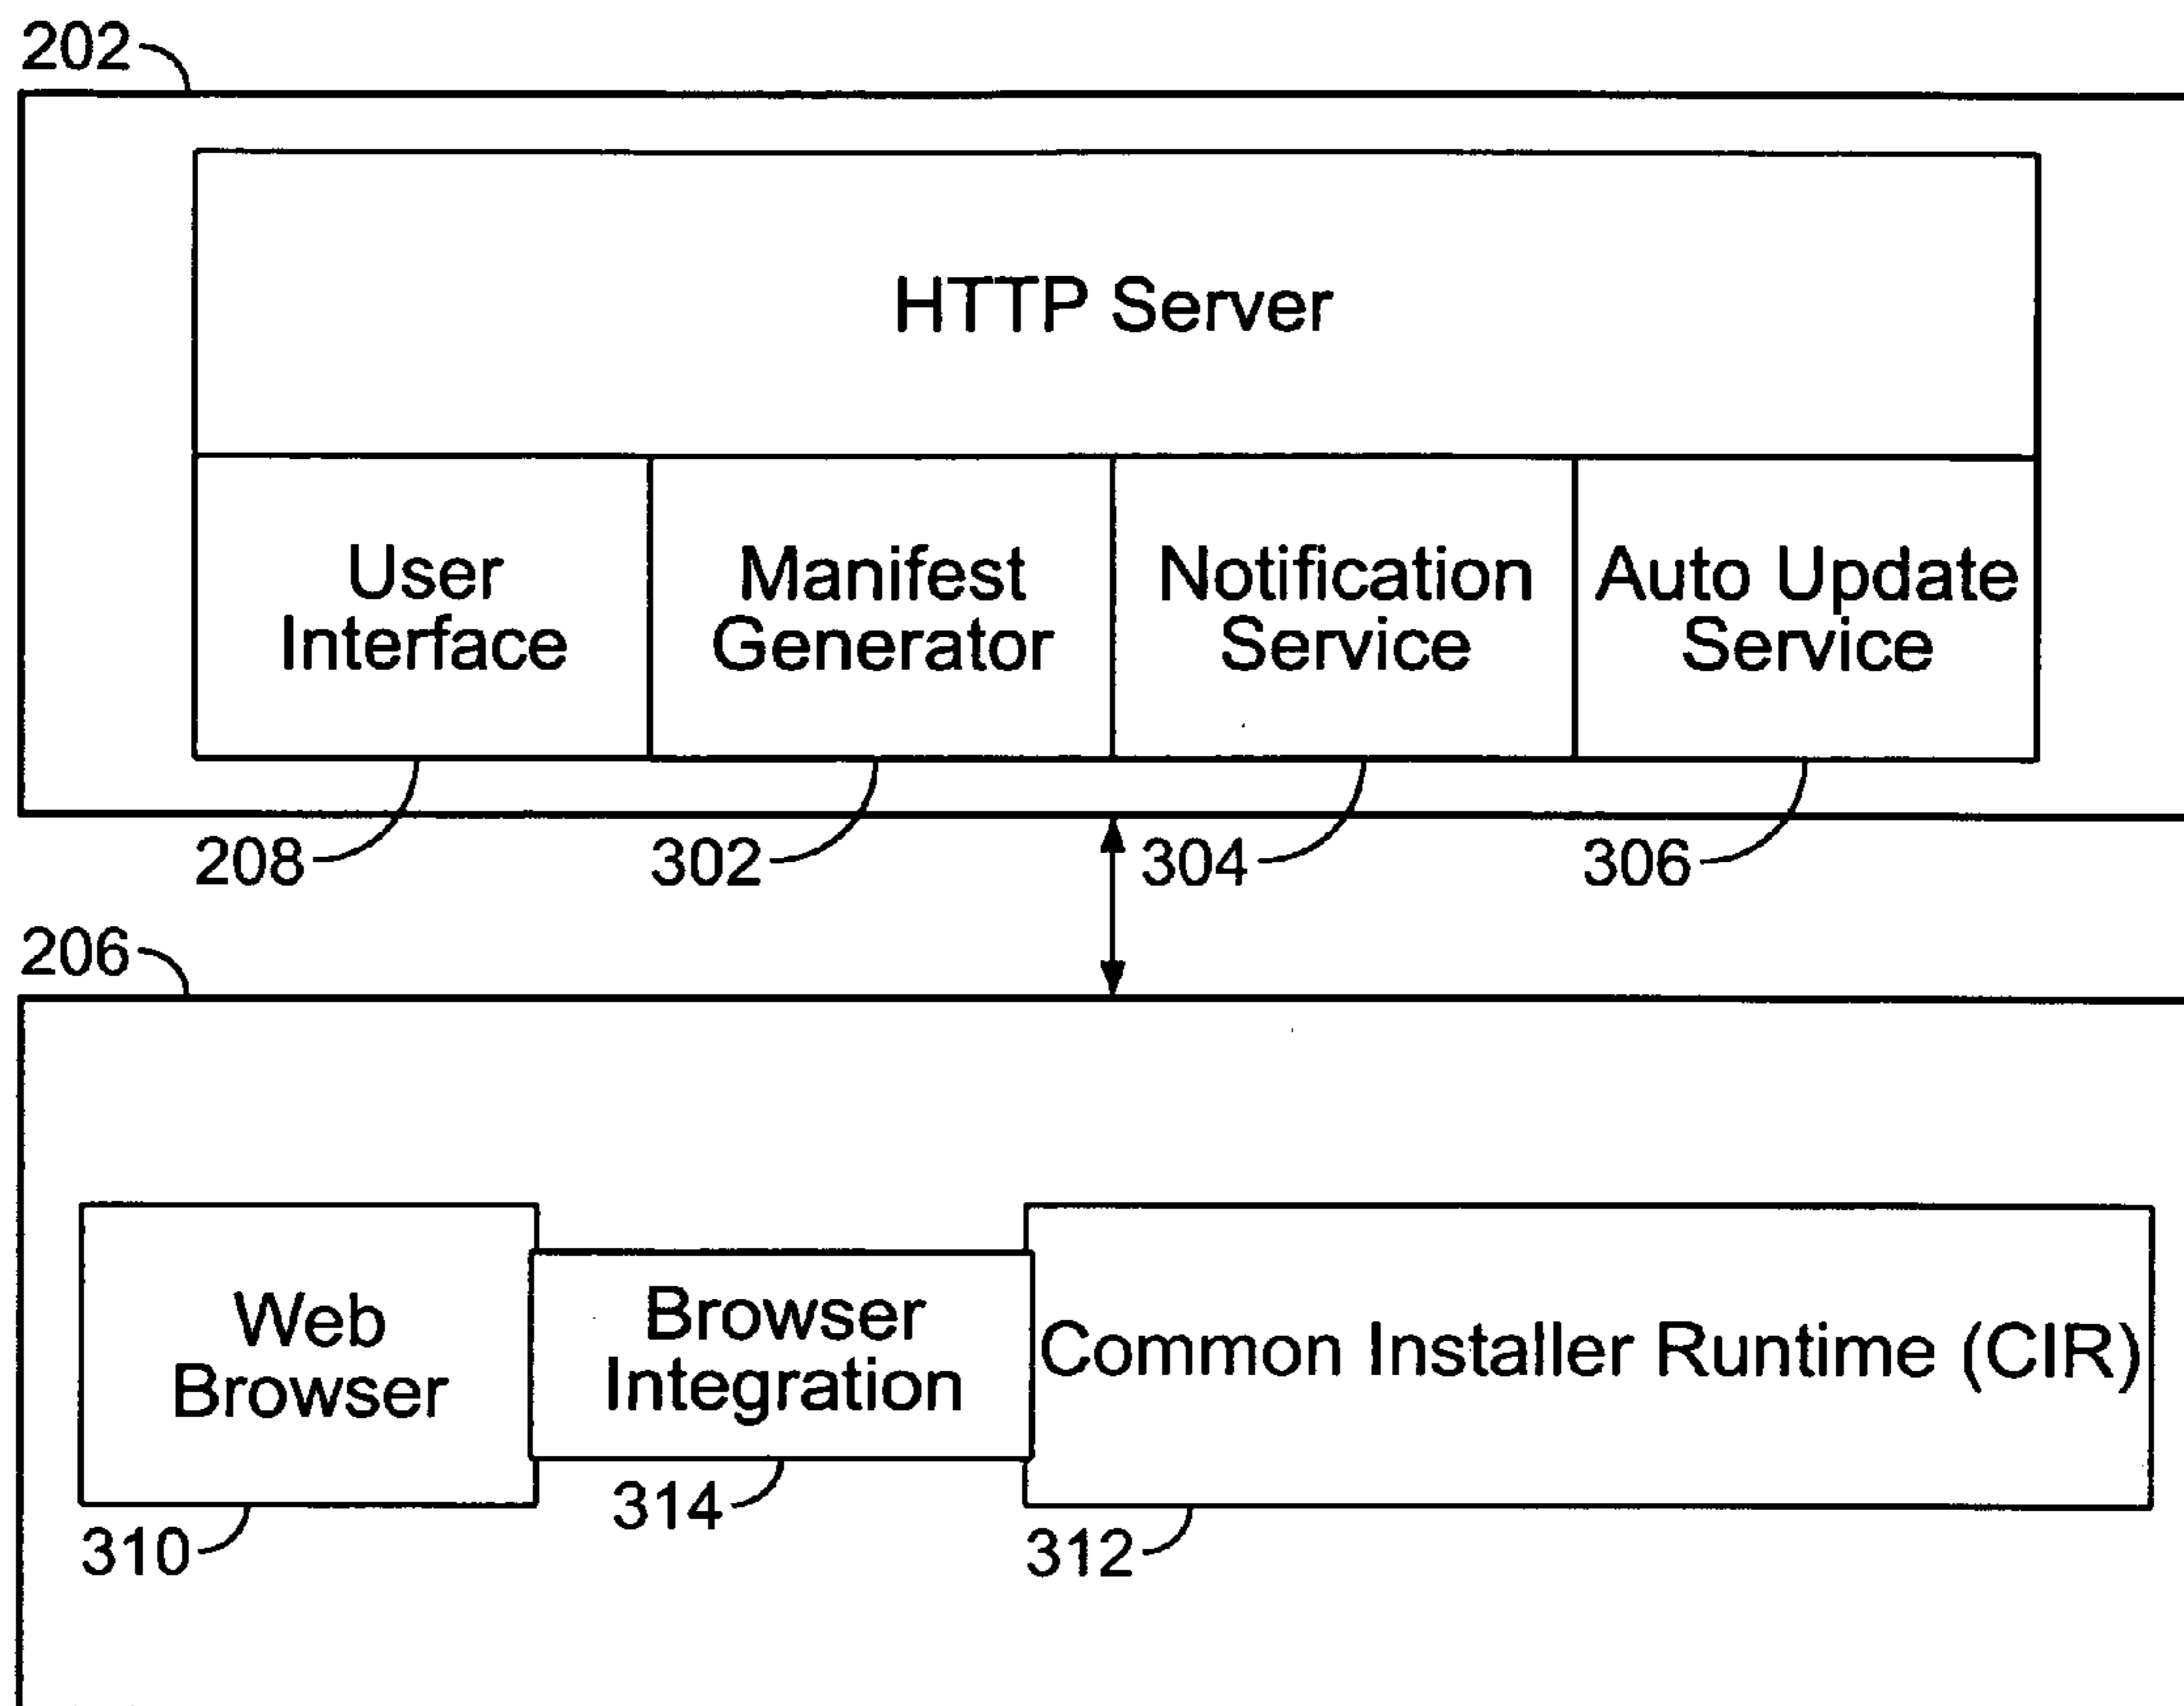 202
HTTP Server
User
Interface
Manifest
Generator
Notification
Service
Auto Update
Service
208
302
304
306
206
Web
Browser
Browser
Integration
Common Installer Runtime (CIR)
310
314
312